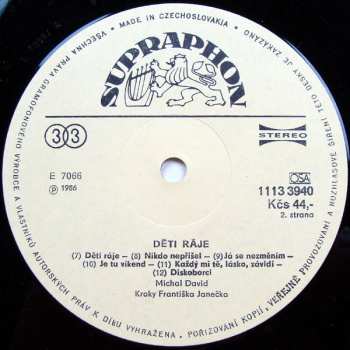 MADE IN CZECHOSLOVAKIA
VŠECHNA PRÁVA GRAMOFONOVÉHO VÝROBCE A VLASTNÍKŮ AUTORSKÝCH PRÁV K DÍLU VYHRAŽENA. POŘIZOVÁNÍ KOPIÍ, VEŘEJNÉ PROVOZOVÁNÍ A ROZHLASOVÉ ŠÍŘENÍ TÉTO DESKY JE ZAKÁZÁNO
SUPRAPHON
33
STEREO
E 7066
Ⓟ 1986
OSA
1113 3940
Kčs 44,-
2. strana
DĚTI RÁJE
(7) Děti ráje — (8) Nikdo nepřišel — (9) Já se nezměním —
(10) Je tu víkend — (11) Každý mi tě, lásko, závidí —
(12) Diskoborci
Michal David
Kroky Františka Janečka